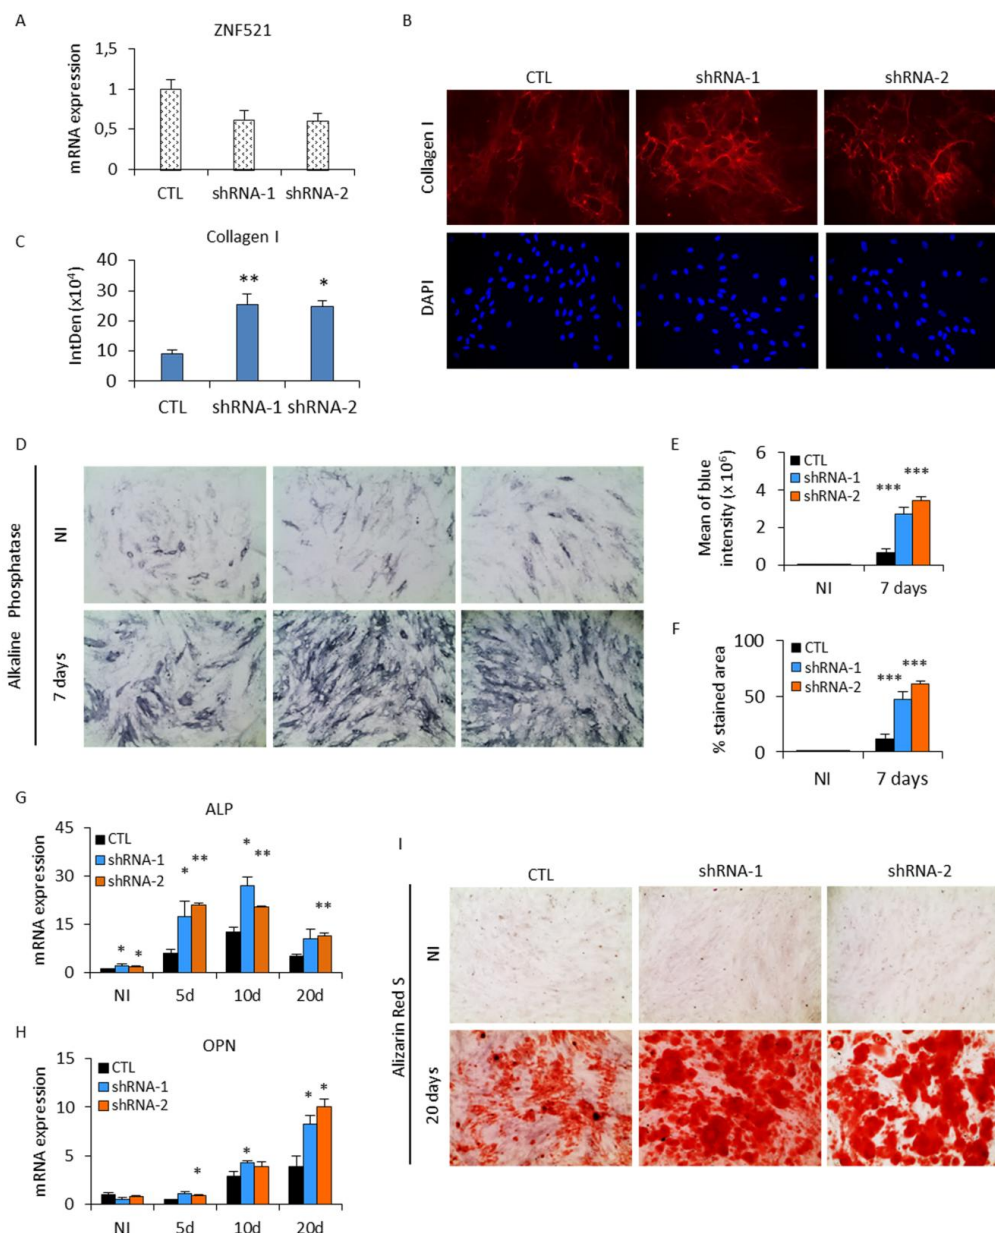 A
ZNF521
mRNA expression
1,5
1
0,5
0
CTL shRNA-1 shRNA-2
B
CTL shRNA-1 shRNA-2
Collagen I
DAPI
C
Collagen I
IntDen (x10⁴)
40
30
20
10
0
** *
CTL shRNA-1 shRNA-2
D
Alkaline Phosphatase
NI
7 days
E
Mean of blue
intensity (x 10⁶)
6
4
2
0
CTL
shRNA-1
shRNA-2
*** ***
NI 7 days
F
% stained area
100
50
0
CTL
shRNA-1
shRNA-2
*** ***
NI 7 days
G
ALP
mRNA expression
45
30
15
0
CTL
shRNA-1
shRNA-2
* * * ** * ** **
NI 5d 10d 20d
H
OPN
mRNA expression
15
10
5
0
CTL
shRNA-1
shRNA-2
* * * *
NI 5d 10d 20d
I
CTL shRNA-1 shRNA-2
Alizarin Red S
NI
20 days